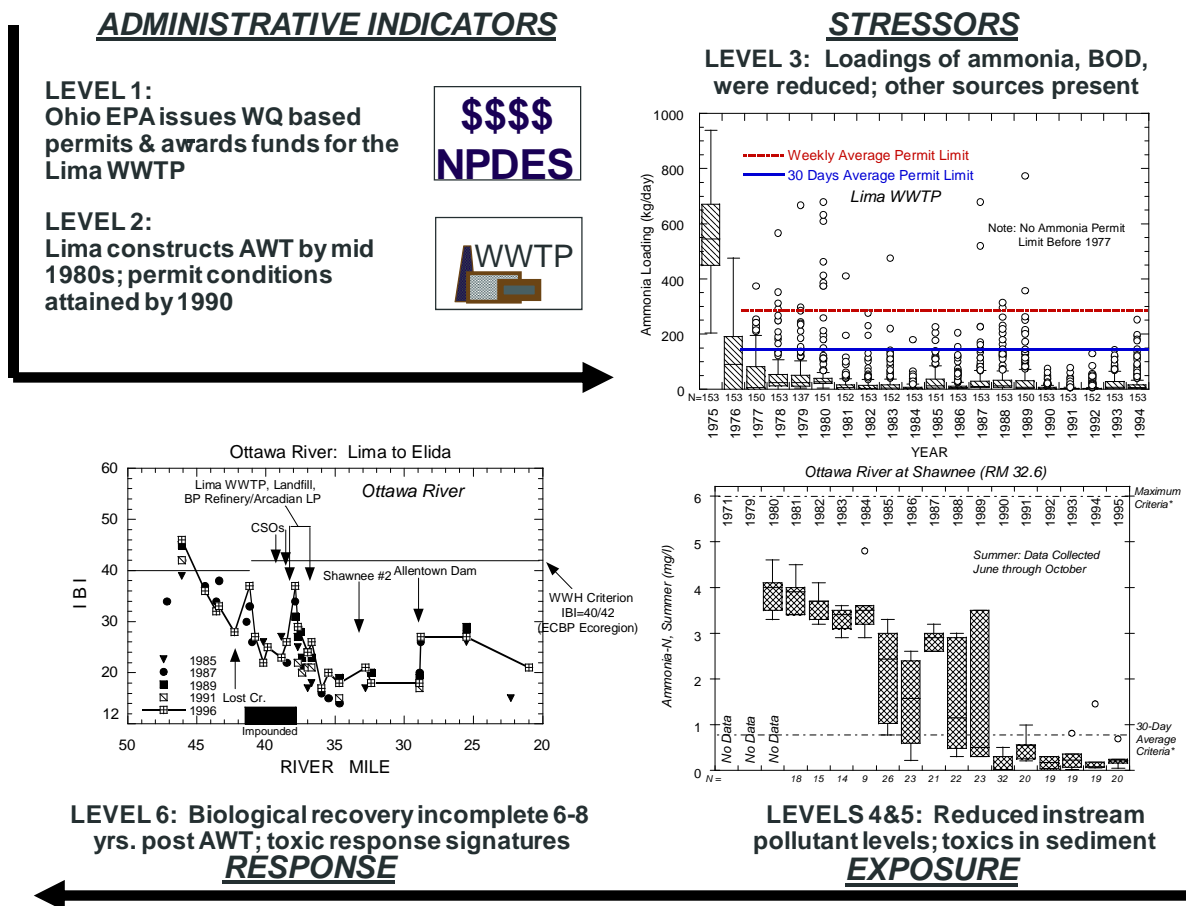 ADMINISTRATIVE INDICATORS
LEVEL 1:
Ohio EPA issues WQ based
permits & awards funds for the
Lima WWTP
$$$$
NPDES
LEVEL 2:
Lima constructs AWT by mid
1980s; permit conditions
attained by 1990
WWTP
STRESSORS
LEVEL 3: Loadings of ammonia, BOD,
were reduced; other sources present
1000
800
600
400
200
0
Ammonia Loading (kg/day)
Weekly Average Permit Limit
30 Days Average Permit Limit
Lima WWTP
Note: No Ammonia Permit
Limit Before 1977
N=153 153 150 153 137 151 152 153 152 153 151 153 153 153 153 153 153 152 153 153
1975 1976 1977 1978 1979 1980 1981 1982 1983 1984 1985 1986 1987 1988 1989 1990 1991 1992 1993 1994
YEAR
Ottawa River: Lima to Elida
60
50
40
30
20
12
I B I
Lima WWTP, Landfill,
BP Refinery/Arcadian LP
Ottawa River
CSOs
Shawnee #2
Allentown Dam
WWH Criterion
IBI=40/42
(ECBP Ecoregion)
1985
1987
1989
1991
1996
Lost Cr.
Impounded
50 45 40 35 30 25 20
RIVER MILE
LEVEL 6: Biological recovery incomplete 6-8
yrs. post AWT; toxic response signatures
RESPONSE
Ottawa River at Shawnee (RM 32.6)
6
5
4
3
2
1
0
Ammonia-N, Summer (mg/l)
1971 1979 1980 1981 1982 1983 1984 1985 1986 1987 1988 1989 1990 1991 1992 1993 1994 1995
Maximum
Criteria*
Summer: Data Collected
June through October
30-Day
Average
Criteria*
No Data
No Data
No Data
N = 18 15 14 9 26 23 21 22 23 32 20 19 19 19 20
LEVELS 4&5: Reduced instream
pollutant levels; toxics in sediment
EXPOSURE